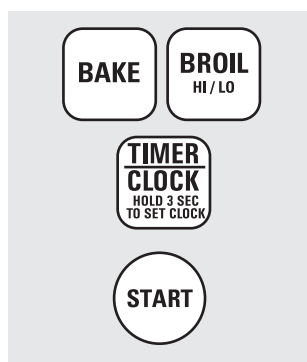 BAKE
BROIL
HI / LO
TIMER
CLOCK
HOLD 3 SEC
TO SET CLOCK
START